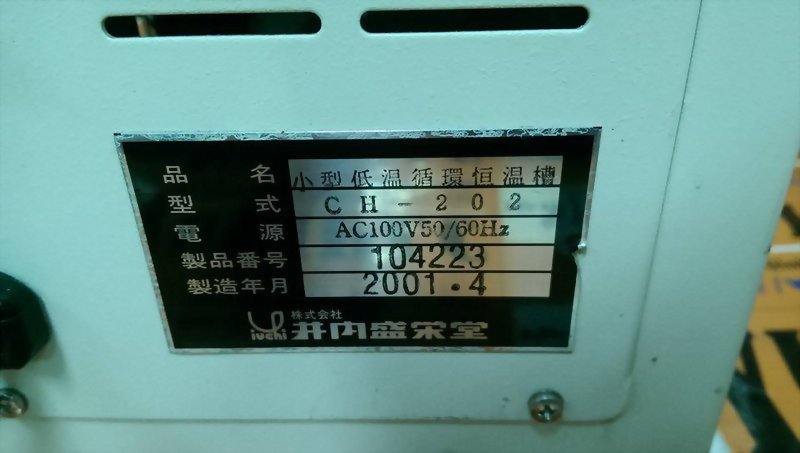 品名 小型低温循環恒温槽
型式 CH-202
電源 AC100V50/60Hz
製品番号 104223
製造年月 2001.4
iuchi 株式会社 井内盛栄堂